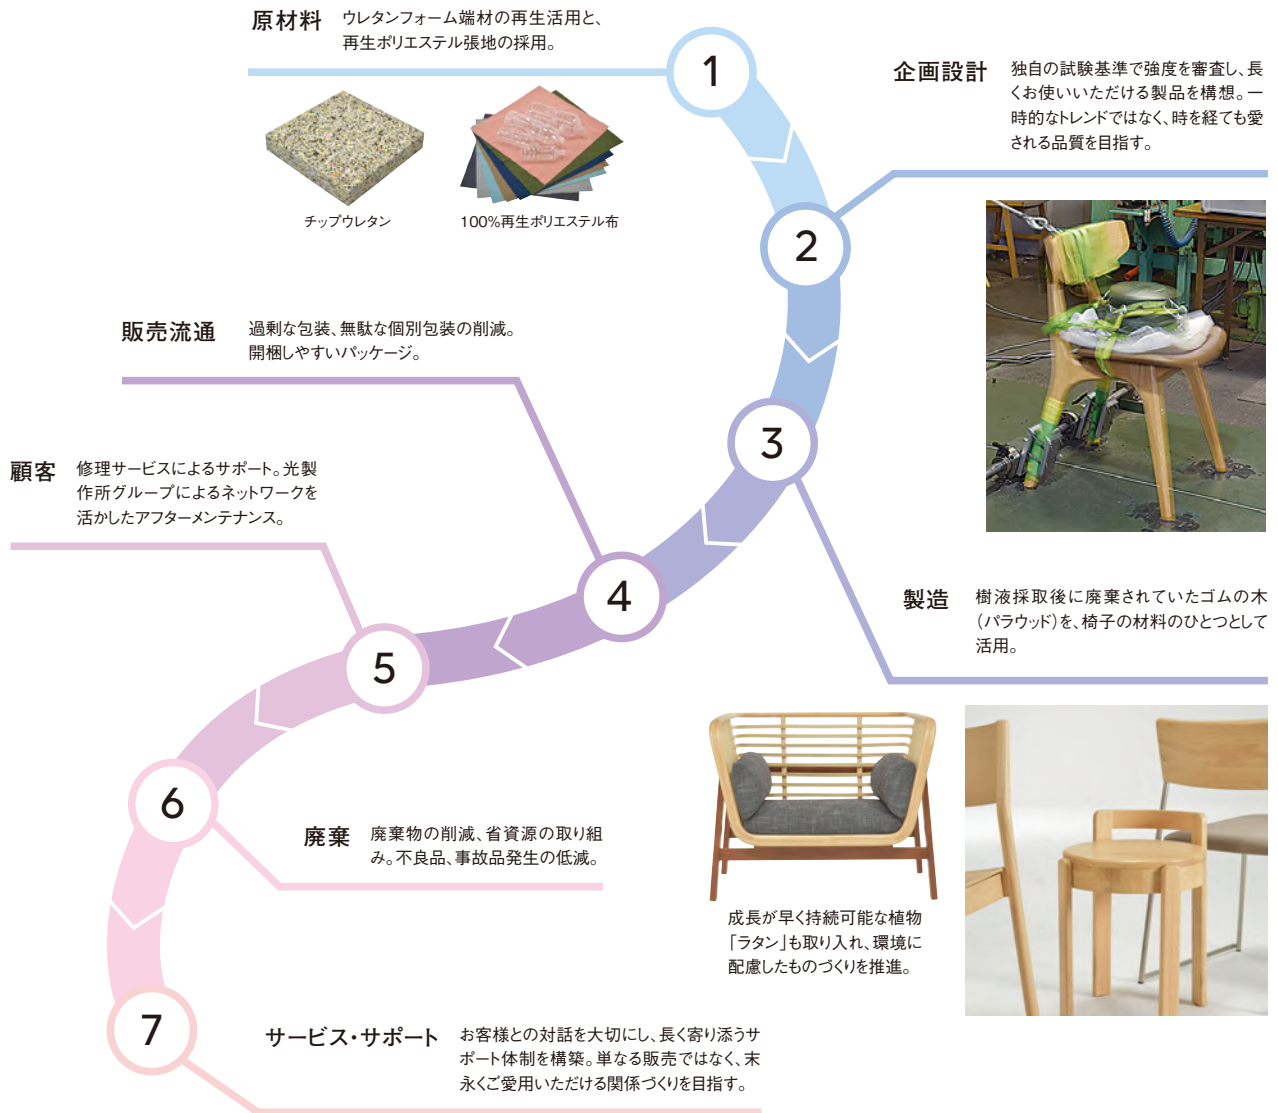 原材料
ウレタンフォーム端材の再生活用と、
再生ポリエステル張地の採用。
チップウレタン
100%再生ポリエステル布
1
企画設計
独自の試験基準で強度を審査し、長
くお使いいただける製品を構想。一
時的なトレンドではなく、時を経ても愛
される品質を目指す。
2
製造
樹液採取後に廃棄されていたゴムの木
（パラウッド）を、椅子の材料のひとつとして
活用。
3
成長が早く持続可能な植物
「ラタン」も取り入れ、環境に
配慮したものづくりを推進。
販売流通
過剰な包装、無駄な個別包装の削減。
開梱しやすいパッケージ。
4
顧客
修理サービスによるサポート。光製
作所グループによるネットワークを
活かしたアフターメンテナンス。
5
6
廃棄
廃棄物の削減、省資源の取り組
み。不良品、事故品発生の低減。
7
サービス・サポート
お客様との対話を大切にし、長く寄り添うサ
ポート体制を構築。単なる販売ではなく、末
永くご愛用いただける関係づくりを目指す。